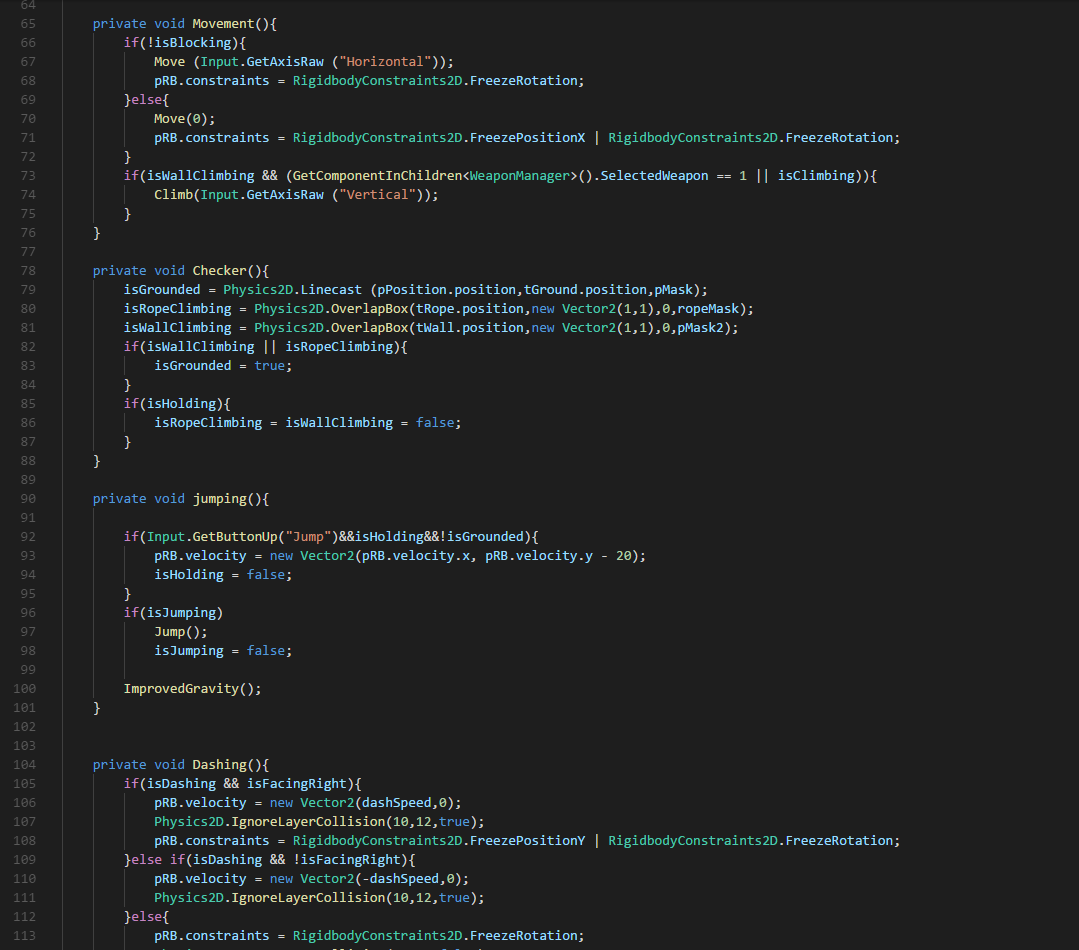 64
65 private void Movement(){
66 if(!isBlocking){
67 Move (Input.GetAxisRaw ("Horizontal"));
68 pRB.constraints = RigidbodyConstraints2D.FreezeRotation;
69 }else{
70 Move(0);
71 pRB.constraints = RigidbodyConstraints2D.FreezePositionX | RigidbodyConstraints2D.FreezeRotation;
72 }
73 if(isWallClimbing && (GetComponentInChildren<WeaponManager>().SelectedWeapon == 1 || isClimbing)){
74 Climb(Input.GetAxisRaw ("Vertical"));
75 }
76 }
77
78 private void Checker(){
79 isGrounded = Physics2D.Linecast (pPosition.position,tGround.position,pMask);
80 isRopeClimbing = Physics2D.OverlapBox(tRope.position,new Vector2(1,1),0,ropeMask);
81 isWallClimbing = Physics2D.OverlapBox(tWall.position,new Vector2(1,1),0,pMask2);
82 if(isWallClimbing || isRopeClimbing){
83 isGrounded = true;
84 }
85 if(isHolding){
86 isRopeClimbing = isWallClimbing = false;
87 }
88 }
89
90 private void jumping(){
91
92 if(Input.GetButtonUp("Jump")&&isHolding&&!isGrounded){
93 pRB.velocity = new Vector2(pRB.velocity.x, pRB.velocity.y - 20);
94 isHolding = false;
95 }
96 if(isJumping)
97 Jump();
98 isJumping = false;
99
100 ImprovedGravity();
101 }
102
103
104 private void Dashing(){
105 if(isDashing && isFacingRight){
106 pRB.velocity = new Vector2(dashSpeed,0);
107 Physics2D.IgnoreLayerCollision(10,12,true);
108 pRB.constraints = RigidbodyConstraints2D.FreezePositionY | RigidbodyConstraints2D.FreezeRotation;
109 }else if(isDashing && !isFacingRight){
110 pRB.velocity = new Vector2(-dashSpeed,0);
111 Physics2D.IgnoreLayerCollision(10,12,true);
112 }else{
113 pRB.constraints = RigidbodyConstraints2D.FreezeRotation;